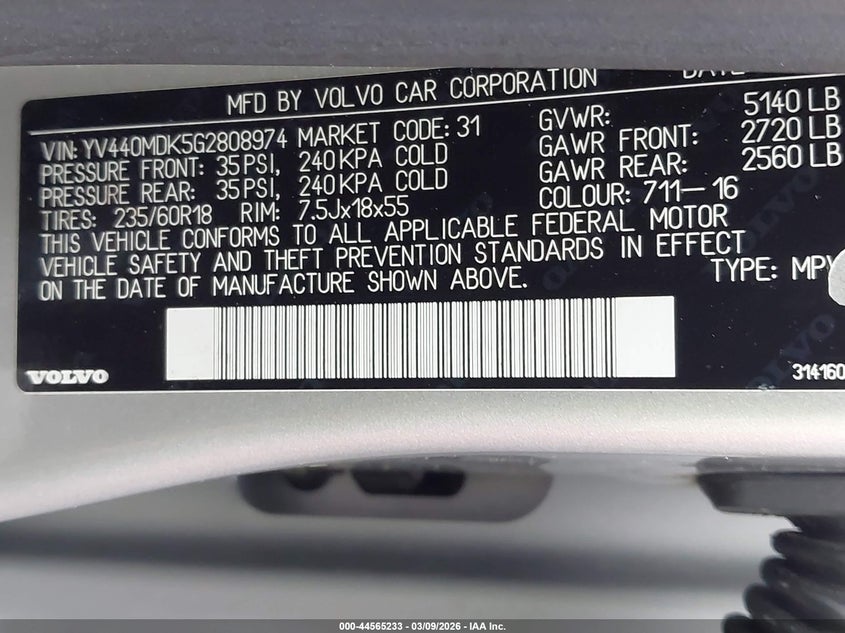 MFD BY VOLVO CAR CORPORATION DATE
VIN: YV440MDK5G2808974 MARKET CODE: 31 GVWR: 5140 LB
PRESSURE FRONT: 35 PSI, 240 KPA COLD GAWR FRONT: 2720 LB
PRESSURE REAR: 35 PSI, 240 KPA COLD GAWR REAR: 2560 LB
TIRES: 235/60R18 RIM: 7.5Jx18x55 COLOUR: 711-16
THIS VEHICLE CONFORMS TO ALL APPLICABLE FEDERAL MOTOR
VEHICLE SAFETY AND THEFT PREVENTION STANDARDS IN EFFECT
ON THE DATE OF MANUFACTURE SHOWN ABOVE. TYPE: MPV
VOLVO 314160
000-44565233 - 03/09/2026 - IAA Inc.